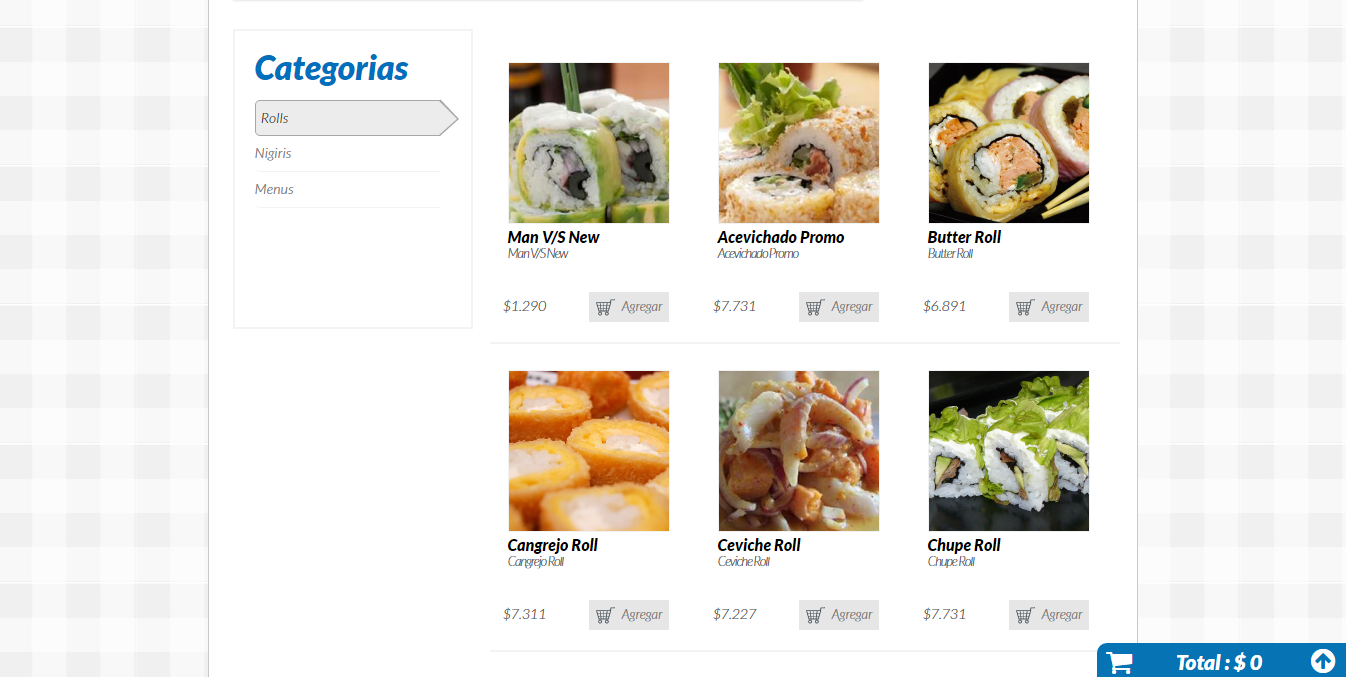 Categorias
Rolls
Nigiris
Menus
Man V/S New
Man V/S New
$1.290
Agregar
Acevichado Promo
Acevichado Promo
$7.731
Agregar
Butter Roll
Butter Roll
$6.891
Agregar
Cangrejo Roll
Cangrejo Roll
$7.311
Agregar
Ceviche Roll
Ceviche Roll
$7.227
Agregar
Chupe Roll
Chupe Roll
$7.731
Agregar
Total : $ 0